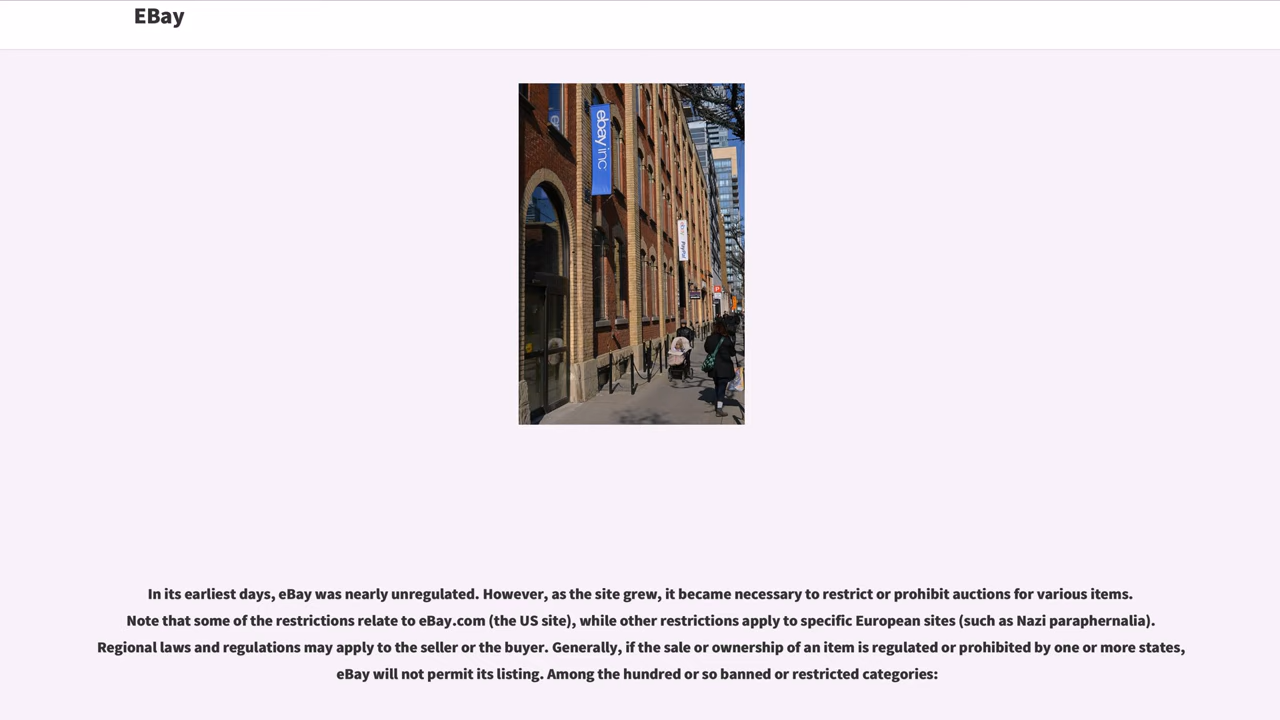 EBay
ebay inc
PayPal
P
In its earliest days, eBay was nearly unregulated. However, as the site grew, it became necessary to restrict or prohibit auctions for various items.
Note that some of the restrictions relate to eBay.com (the US site), while other restrictions apply to specific European sites (such as Nazi paraphernalia).
Regional laws and regulations may apply to the seller or the buyer. Generally, if the sale or ownership of an item is regulated or prohibited by one or more states,
eBay will not permit its listing. Among the hundred or so banned or restricted categories: